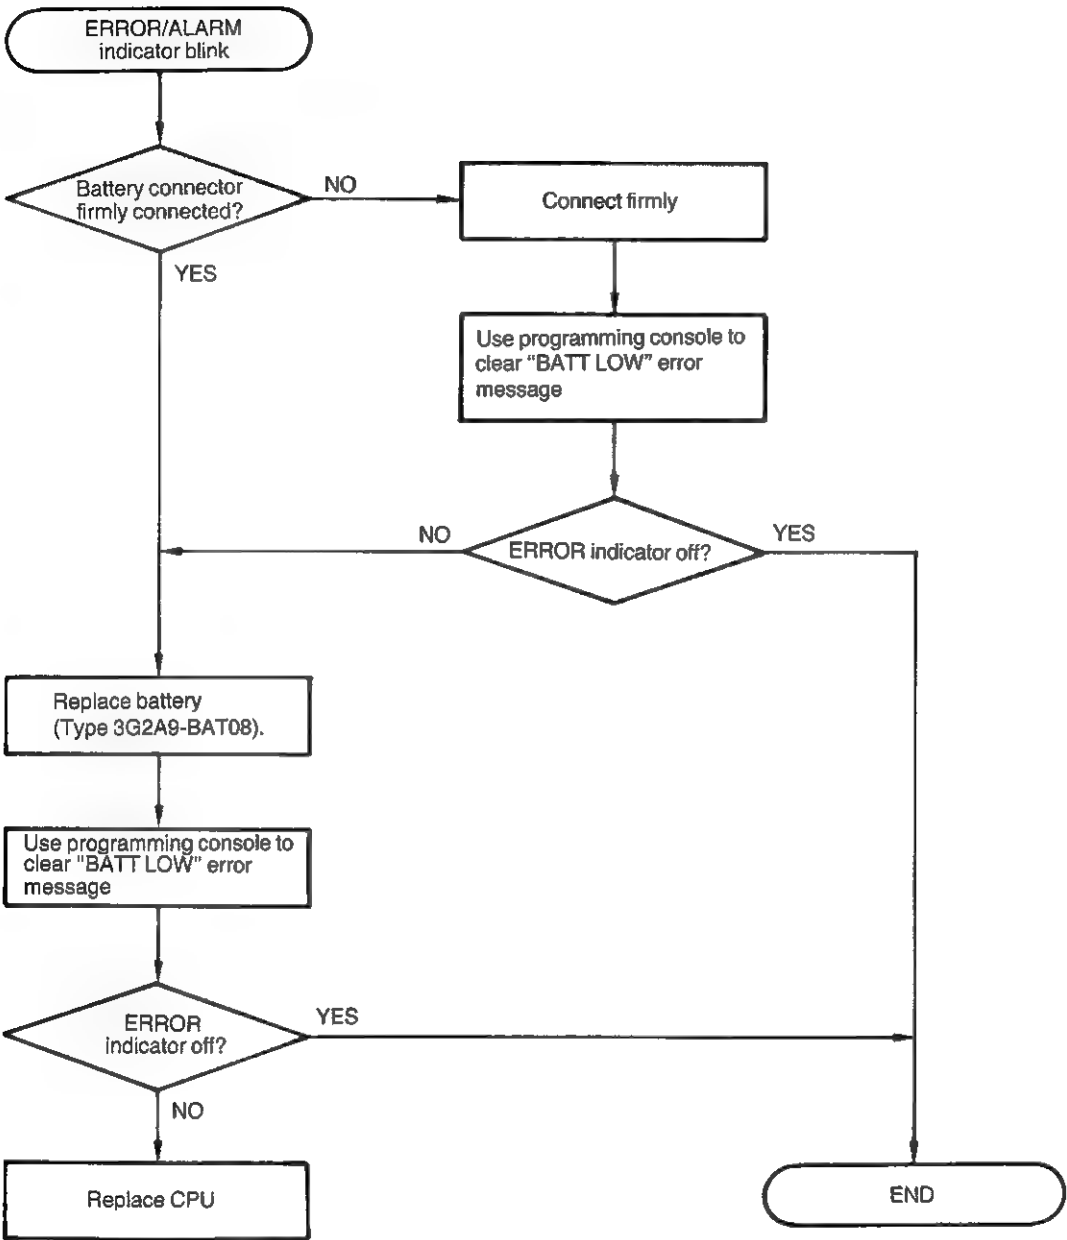 ERROR/ALARM
indicator blink
Battery connector
firmly connected?
NO
Connect firmly
YES
Use programming console to
clear “BATT LOW” error
message
NO
ERROR indicator off?
YES
Replace battery
(Type 3G2A9-BAT08).
Use programming console to
clear "BATT LOW" error
message
ERROR
indicator off?
YES
NO
Replace CPU
END